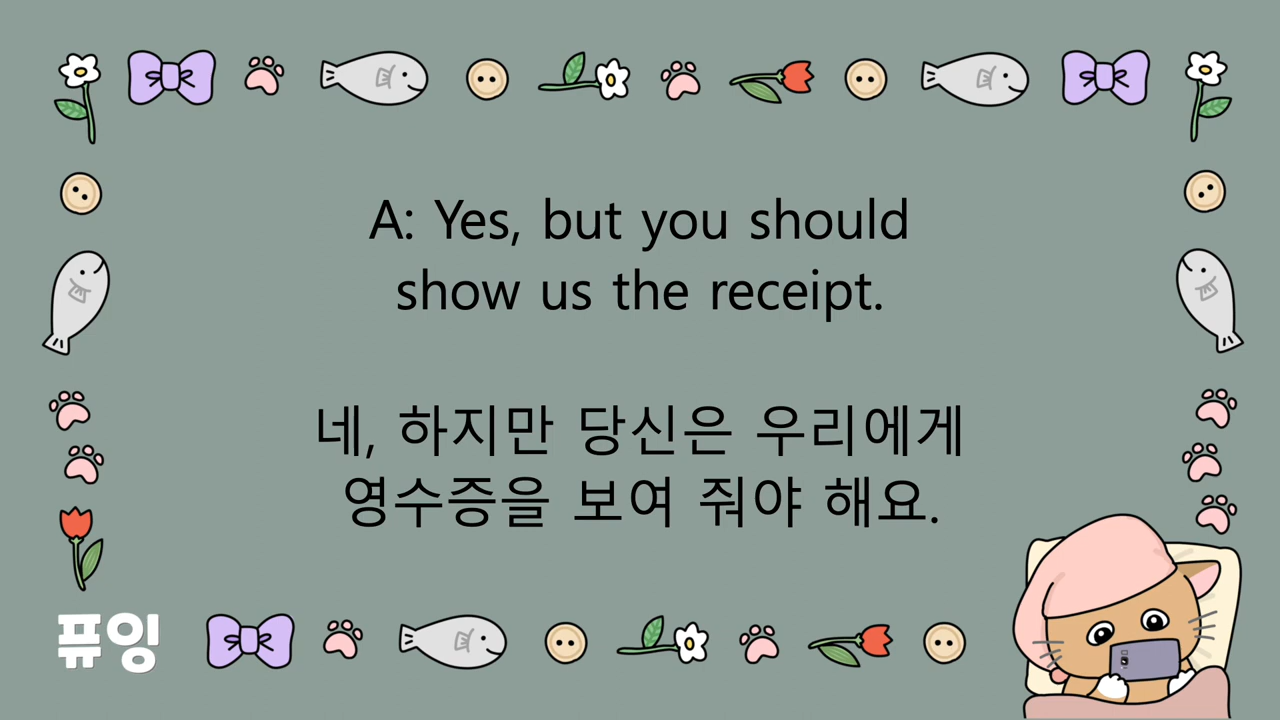 A: Yes, but you should
show us the receipt.
네, 하지만 당신은 우리에게
영수증을 보여 줘야 해요.
퓨잉